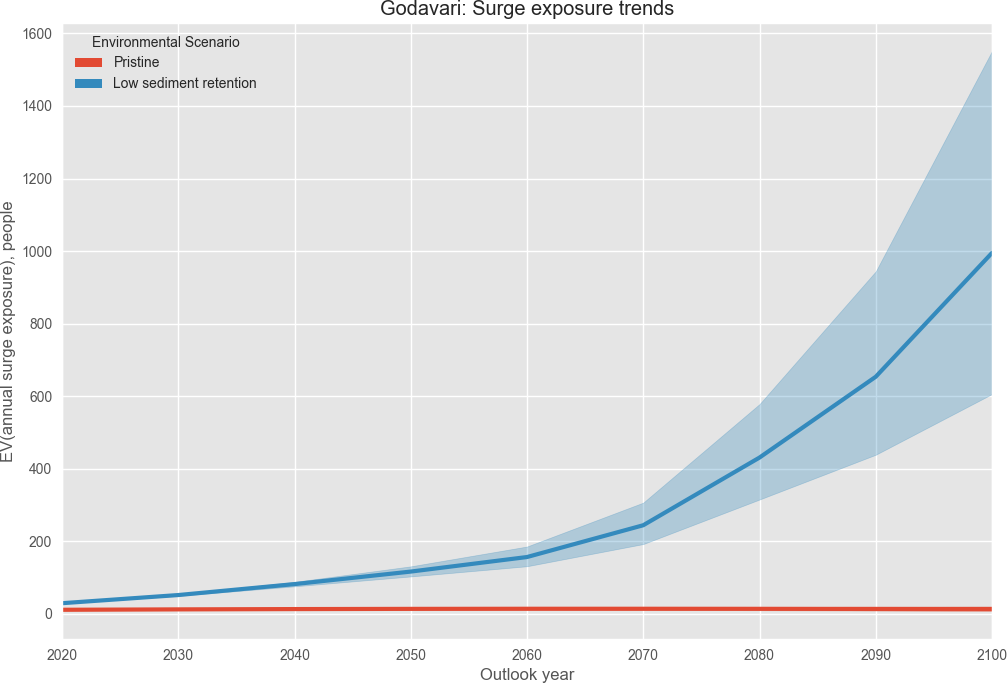 Godavari: Surge exposure trends
Environmental Scenario
Pristine
Low sediment retention
EV(annual surge exposure), people
1600
1400
1200
1000
800
600
400
200
0
2020 2030 2040 2050 2060 2070 2080 2090 2100
Outlook year